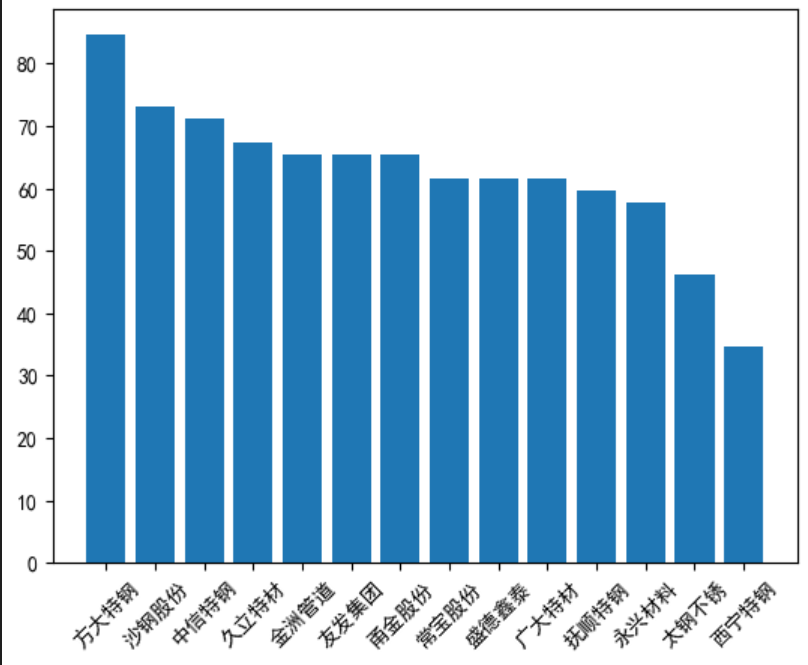 80
70
60
50
40
30
20
10
0
方大特钢
沙钢股份
中信特钢
久立特材
金洲管道
友发集团
甬金股份
常宝股份
盛德鑫泰
广大特材
抚顺特钢
永兴材料
太钢不锈
西宁特钢